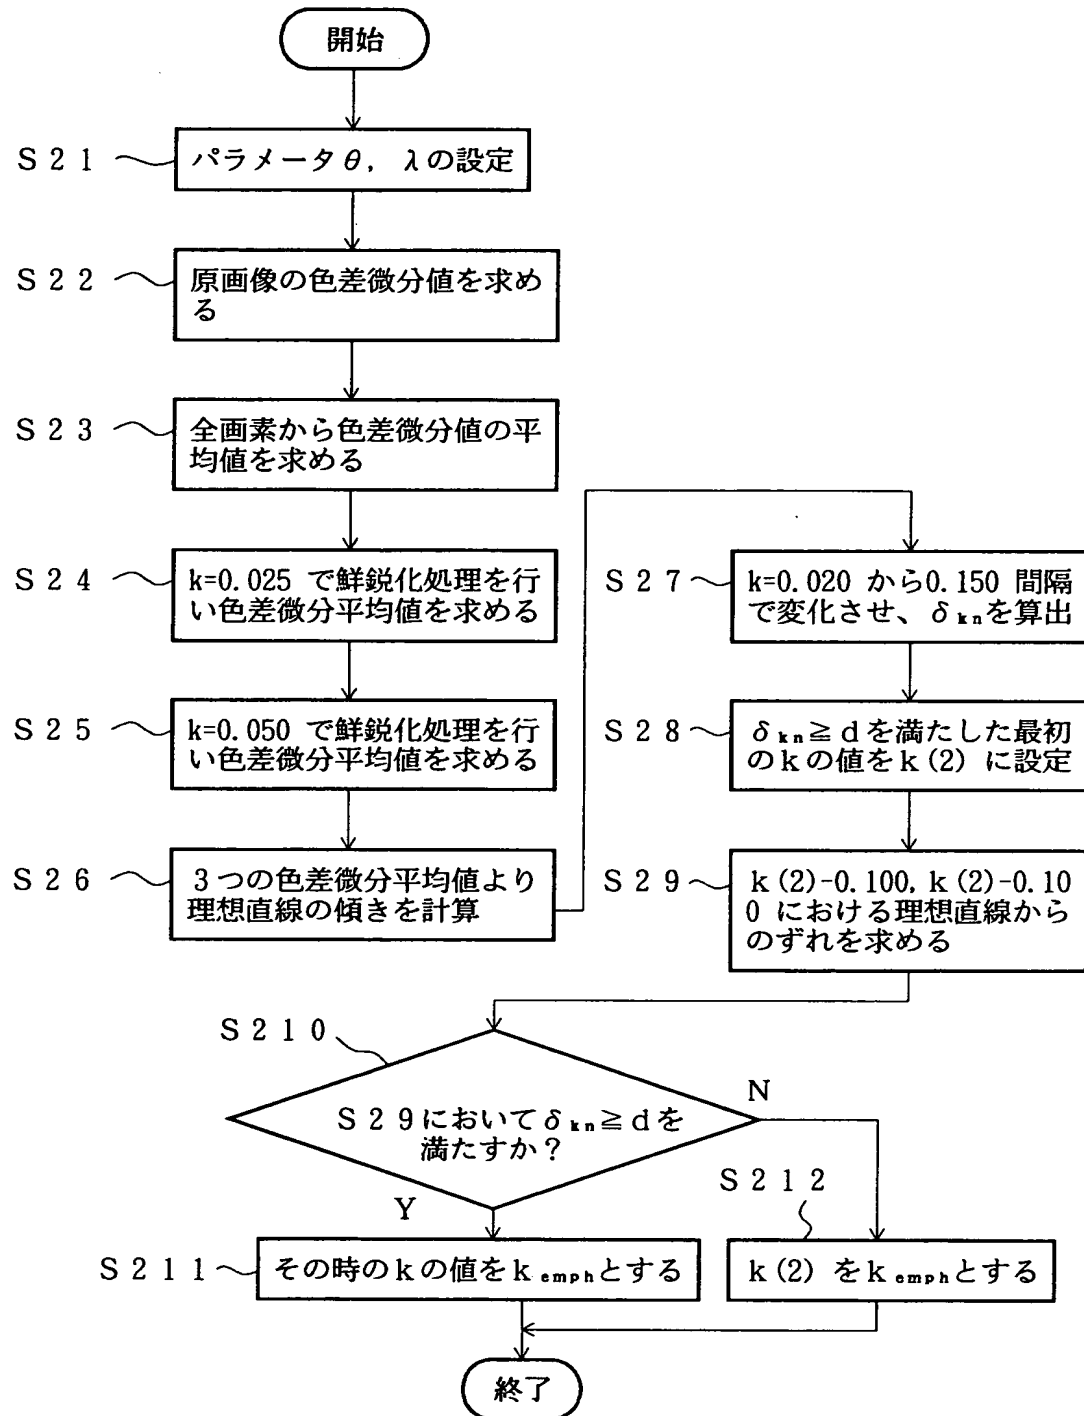 開始
S21
パラメータθ, λの設定
S22
原画像の色差微分値を求め
る
S23
全画素から色差微分値の平
均値を求める
S24
k=0.025 で鮮鋭化処理を行
い色差微分平均値を求める
S25
k=0.050 で鮮鋭化処理を行
い色差微分平均値を求める
S26
3つの色差微分平均値より
理想直線の傾きを計算
S27
k=0.020 から0.150 間隔
で変化させ、δknを算出
S28
δkn≧dを満たした最初
のkの値をk(2) に設定
S29
k(2)-0.100, k(2)-0.10
0 における理想直線から
のずれを求める
S210
S29においてδkn≧dを
満たすか？
N
Y
S211
その時のkの値をkemphとする
S212
k(2) をkemphとする
終了